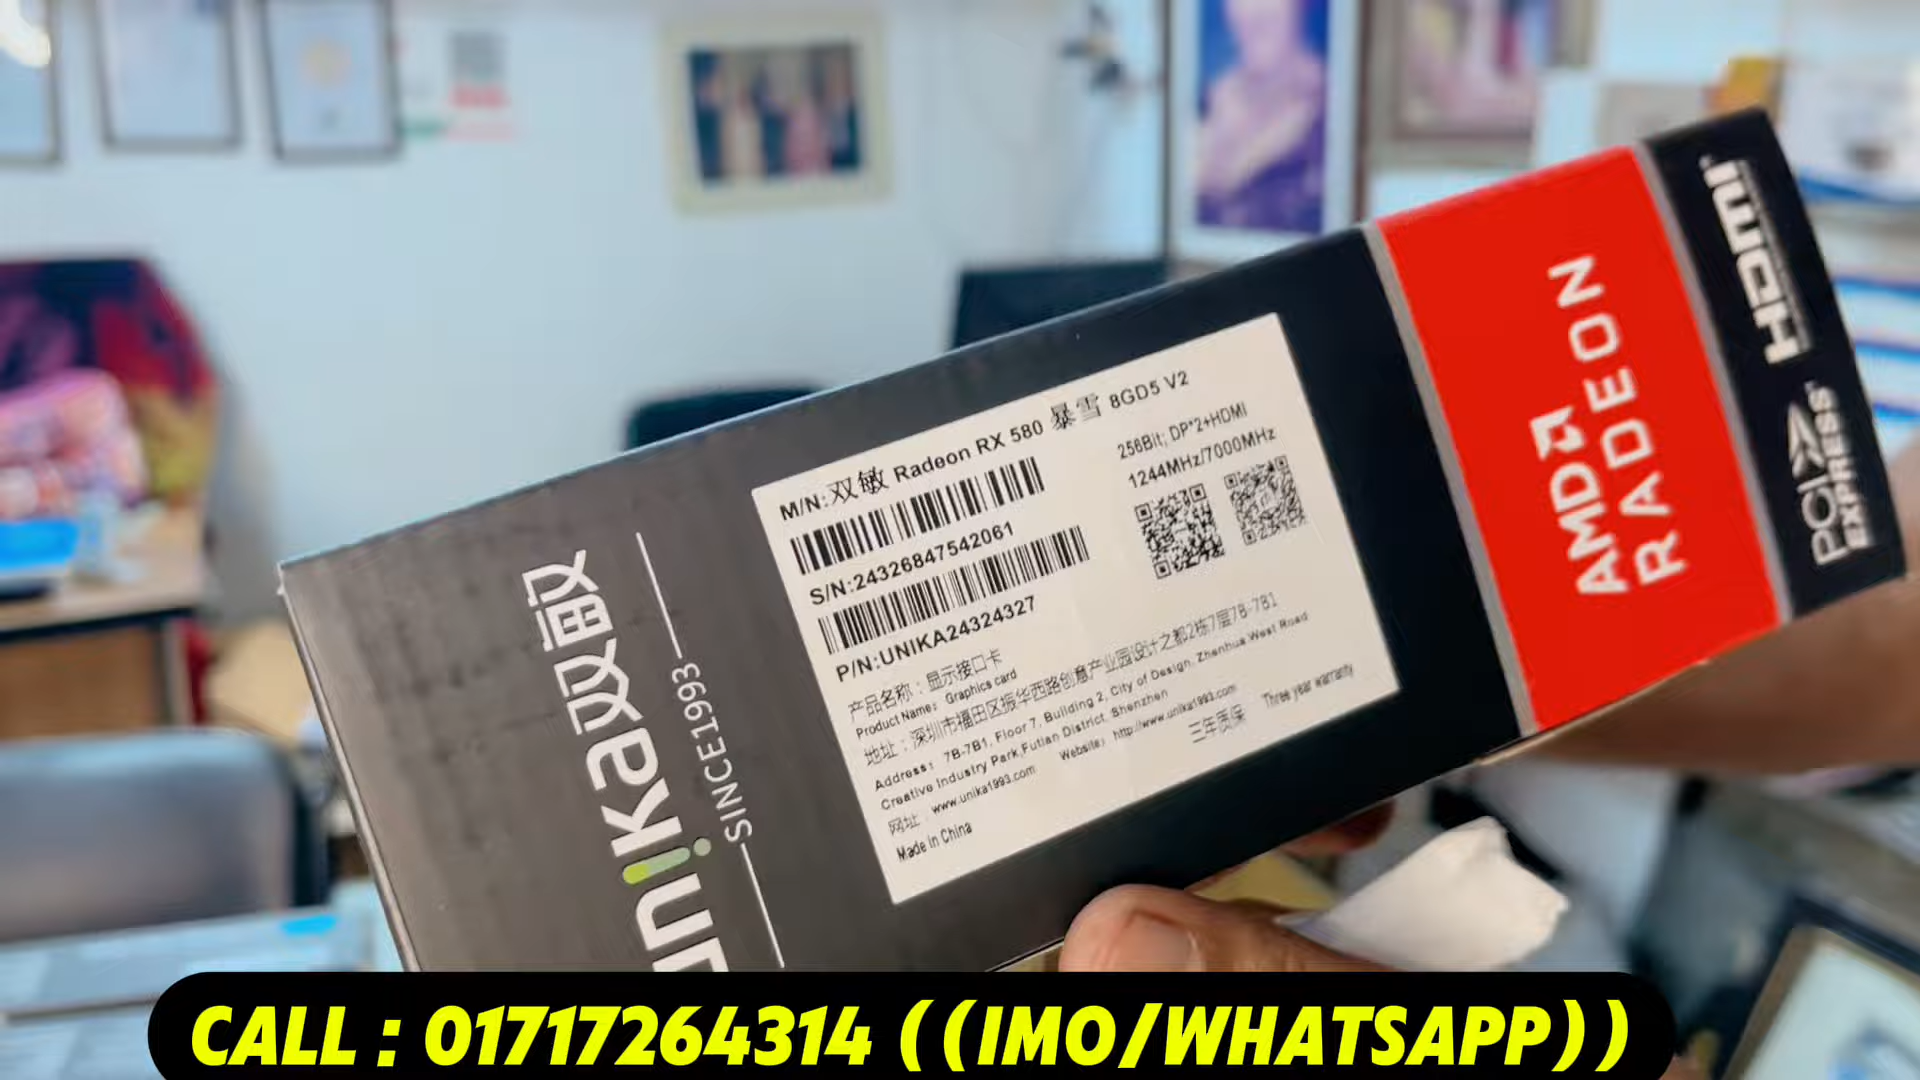 M/N:双敏 Radeon RX 580 暴雪 8GD5 V2
256Bit; DP*2+HDMI
1244MHz/7000MHz
S/N:24326847542061
P/N:UNIKA24324327
产品名称：显示接口卡
Product Name: Graphics card
地址：深圳市福田区振华西路创意产业园设计之都2栋7层7B-7B1
Address: 7B-7B1, Floor 7, Building 2, City of Design, Zhenhua West Road
Creative Industry Park,Futian District, Shenzhen
网址: www.unika1993.com
Website: http://www.unika1993.com
三年质保 Three year warranty
Made in China
unika双敏
SINCE1993
AMD
RADEON
HDMI
PCI
EXPRESS
CALL : 01717264314 ((IMO/WHATSAPP))